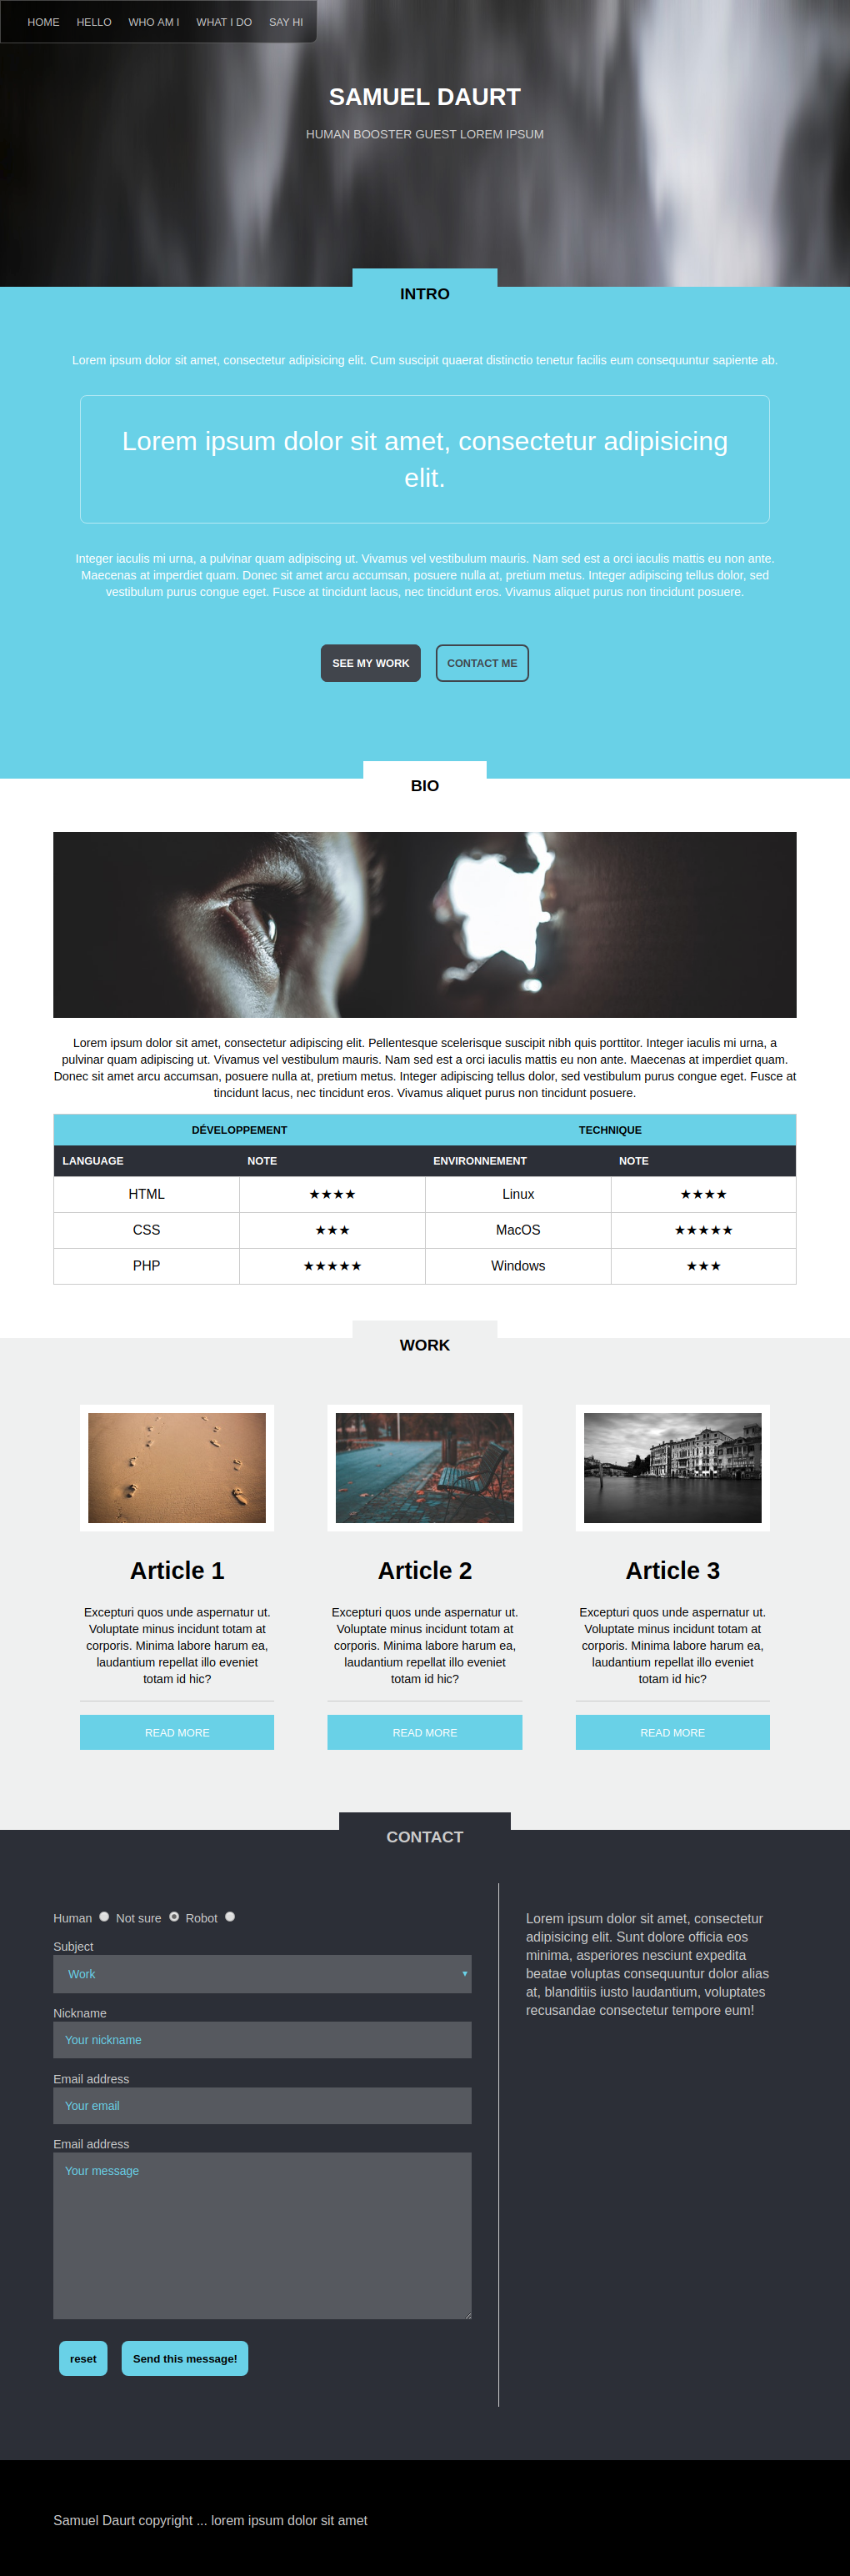 HOME HELLO WHO AM I WHAT I DO SAY HI
SAMUEL DAURT
HUMAN BOOSTER GUEST LOREM IPSUM
INTRO
Lorem ipsum dolor sit amet, consectetur adipisicing elit. Cum suscipit quaerat distinctio tenetur facilis eum consequuntur sapiente ab.
Lorem ipsum dolor sit amet, consectetur adipisicing
elit.
Integer iaculis mi urna, a pulvinar quam adipiscing ut. Vivamus vel vestibulum mauris. Nam sed est a orci iaculis mattis eu non ante.
Maecenas at imperdiet quam. Donec sit amet arcu accumsan, posuere nulla at, pretium metus. Integer adipiscing tellus dolor, sed
vestibulum purus congue eget. Fusce at tincidunt lacus, nec tincidunt eros. Vivamus aliquet purus non tincidunt posuere.
SEE MY WORK CONTACT ME
BIO
Lorem ipsum dolor sit amet, consectetur adipiscing elit. Pellentesque scelerisque suscipit nibh quis porttitor. Integer iaculis mi urna, a
pulvinar quam adipiscing ut. Vivamus vel vestibulum mauris. Nam sed est a orci iaculis mattis eu non ante. Maecenas at imperdiet quam.
Donec sit amet arcu accumsan, posuere nulla at, pretium metus. Integer adipiscing tellus dolor, sed vestibulum purus congue eget. Fusce at
tincidunt lacus, nec tincidunt eros. Vivamus aliquet purus non tincidunt posuere.
DÉVELOPPEMENT TECHNIQUE
LANGUAGE NOTE ENVIRONNEMENT NOTE
HTML ★★★★ Linux ★★★★
CSS ★★★ MacOS ★★★★★
PHP ★★★★★ Windows ★★★
WORK
Article 1
Excepturi quos unde aspernatur ut.
Voluptate minus incidunt totam at
corporis. Minima labore harum ea,
laudantium repellat illo eveniet
totam id hic?
READ MORE
Article 2
Excepturi quos unde aspernatur ut.
Voluptate minus incidunt totam at
corporis. Minima labore harum ea,
laudantium repellat illo eveniet
totam id hic?
READ MORE
Article 3
Excepturi quos unde aspernatur ut.
Voluptate minus incidunt totam at
corporis. Minima labore harum ea,
laudantium repellat illo eveniet
totam id hic?
READ MORE
CONTACT
Human Not sure Robot
Subject
Work
Nickname
Your nickname
Email address
Your email
Email address
Your message
reset Send this message!
Lorem ipsum dolor sit amet, consectetur
adipisicing elit. Sunt dolore officia eos
minima, asperiores nesciunt expedita
beatae voluptas consequuntur dolor alias
at, blanditiis iusto laudantium, voluptates
recusandae consectetur tempore eum!
Samuel Daurt copyright ... lorem ipsum dolor sit amet